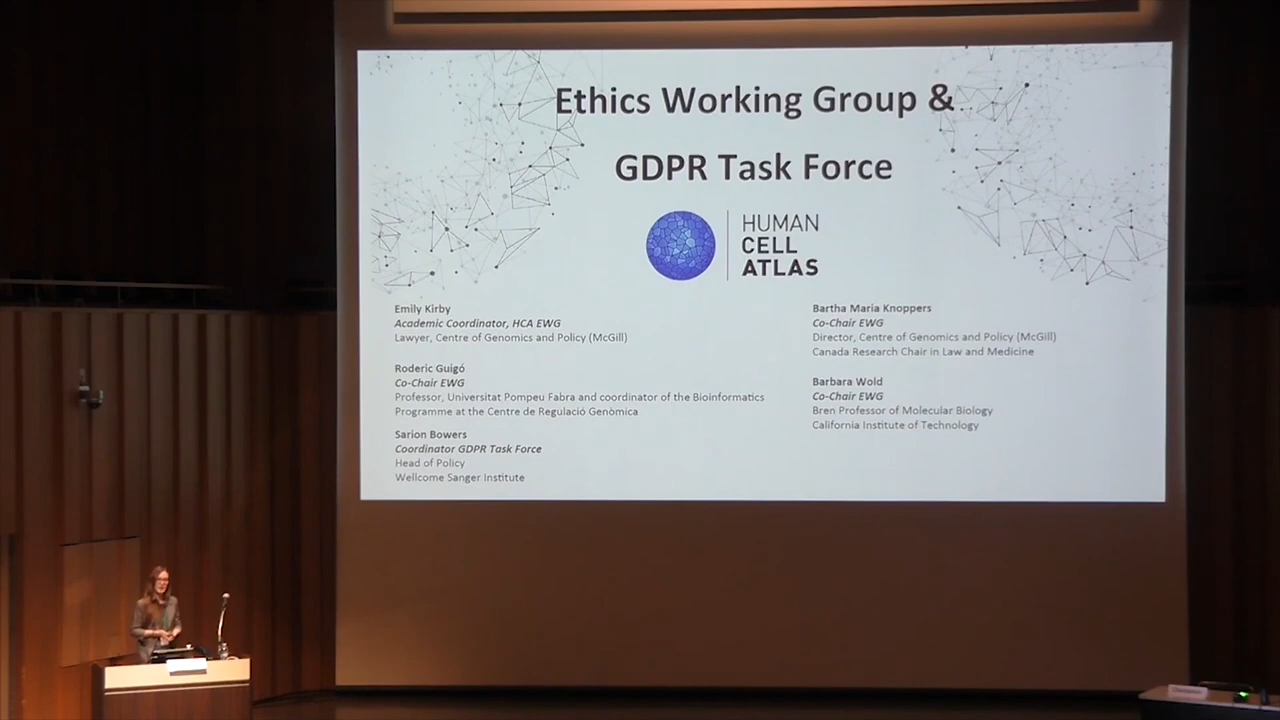 Ethics Working Group &
GDPR Task Force
HUMAN
CELL
ATLAS
Emily Kirby
Academic Coordinator, HCA EWG
Lawyer, Centre of Genomics and Policy (McGill)
Roderic Guigó
Co-Chair EWG
Professor, Universitat Pompeu Fabra and coordinator of the Bioinformatics
Programme at the Centre de Regulació Genòmica
Sarion Bowers
Coordinator GDPR Task Force
Head of Policy
Wellcome Sanger Institute
Bartha Maria Knoppers
Co-Chair EWG
Director, Centre of Genomics and Policy (McGill)
Canada Research Chair in Law and Medicine
Barbara Wold
Co-Chair EWG
Bren Professor of Molecular Biology
California Institute of Technology